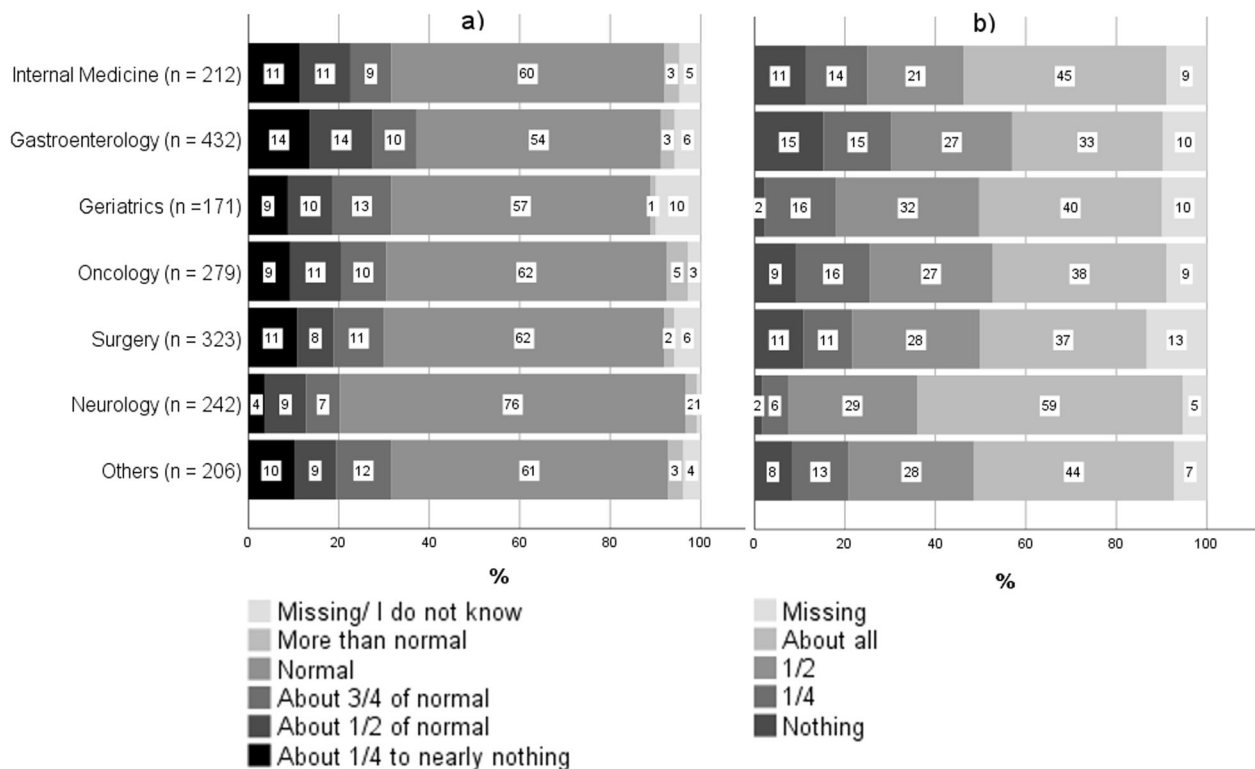 a) b)
Internal Medicine (n = 212) 11 11 9 60 3 5 11 14 21 45 9
Gastroenterology (n = 432) 14 14 10 54 3 6 15 15 27 33 10
Geriatrics (n =171) 9 10 13 57 1 10 2 16 32 40 10
Oncology (n = 279) 9 11 10 62 5 3 9 16 27 38 9
Surgery (n = 323) 11 8 11 62 2 6 11 11 28 37 13
Neurology (n = 242) 4 9 7 76 21 2 6 29 59 5
Others (n = 206) 10 9 12 61 3 4 8 13 28 44 7
0 20 40 60 80 100 0 20 40 60 80 100
% %
Missing/ I do not know
More than normal
Normal
About 3/4 of normal
About 1/2 of normal
About 1/4 to nearly nothing
Missing
About all
1/2
1/4
Nothing